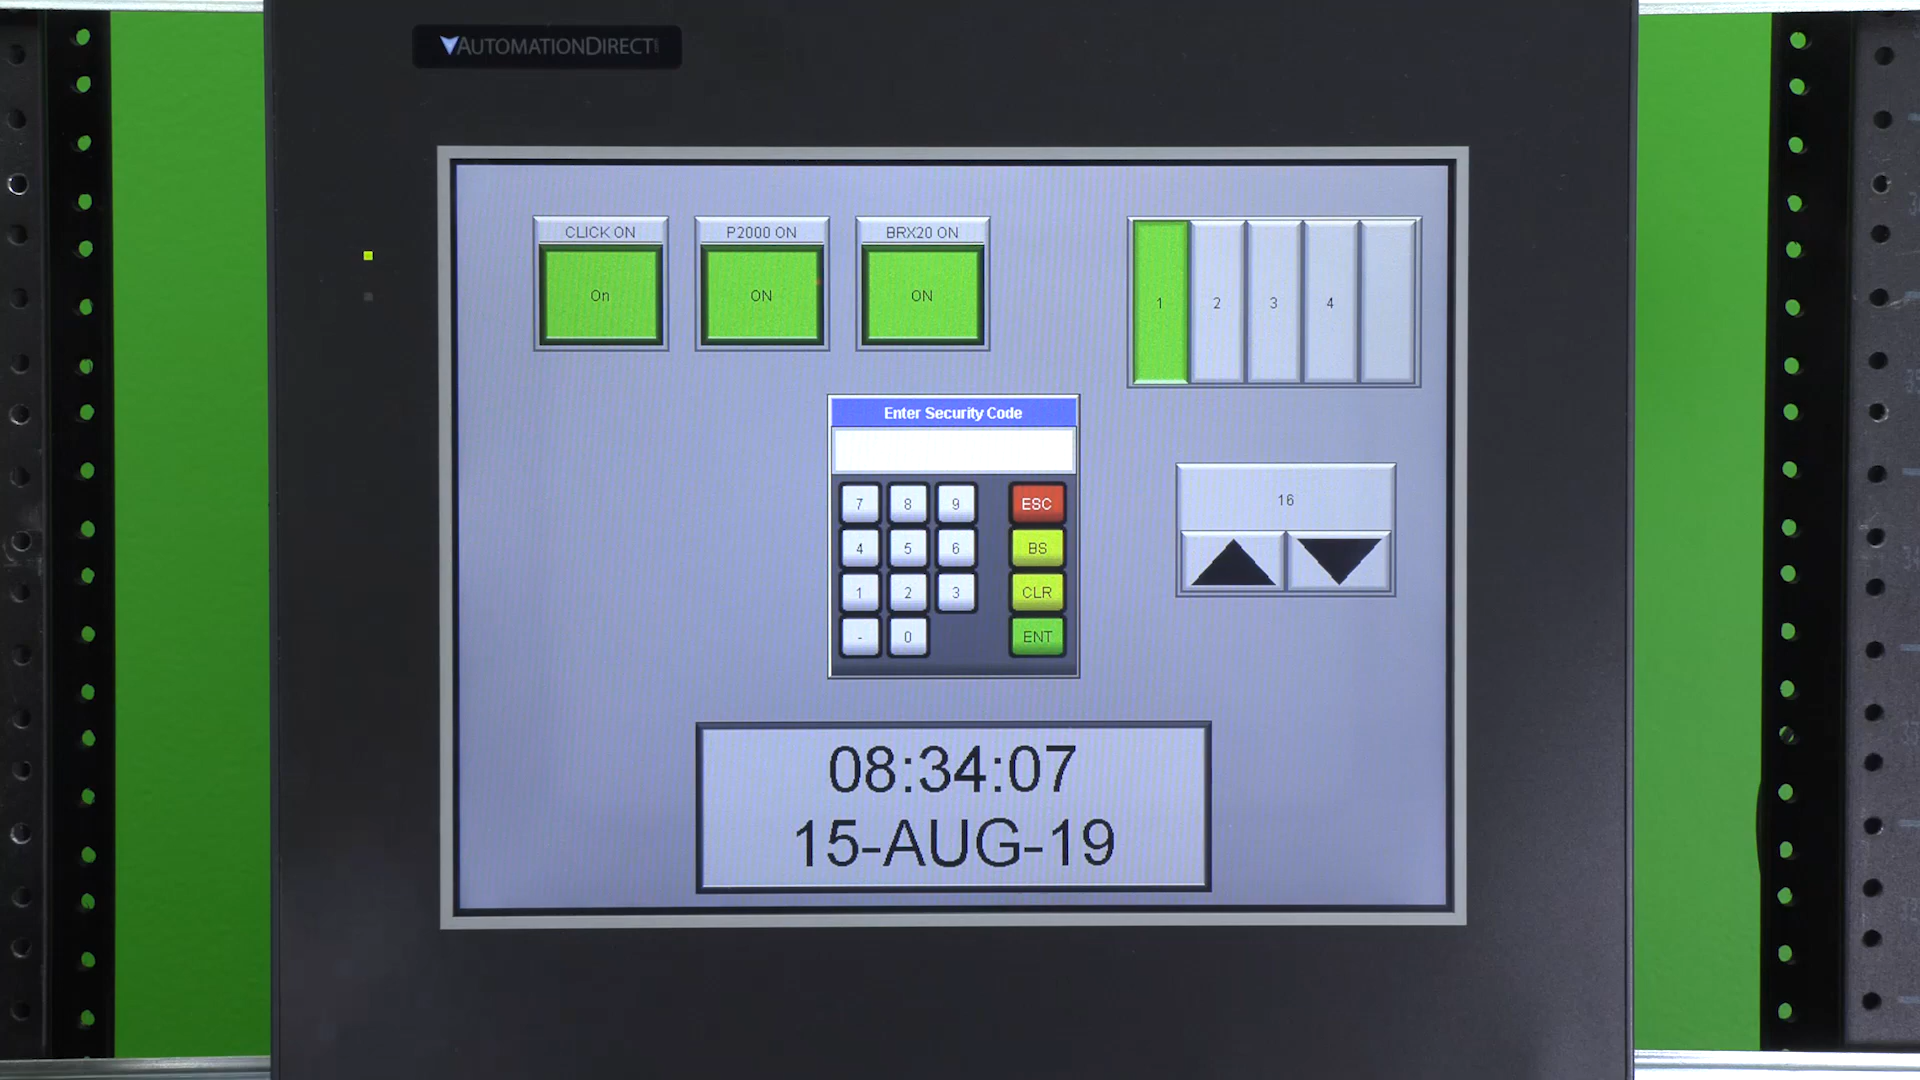 AUTOMATIONDIRECT
CLICK ON
On
P2000 ON
ON
BRX20 ON
ON
1 2 3 4
Enter Security Code
7 8 9 ESC
4 5 6 BS
1 2 3 CLR
- 0 ENT
16
08:34:07
15-AUG-19